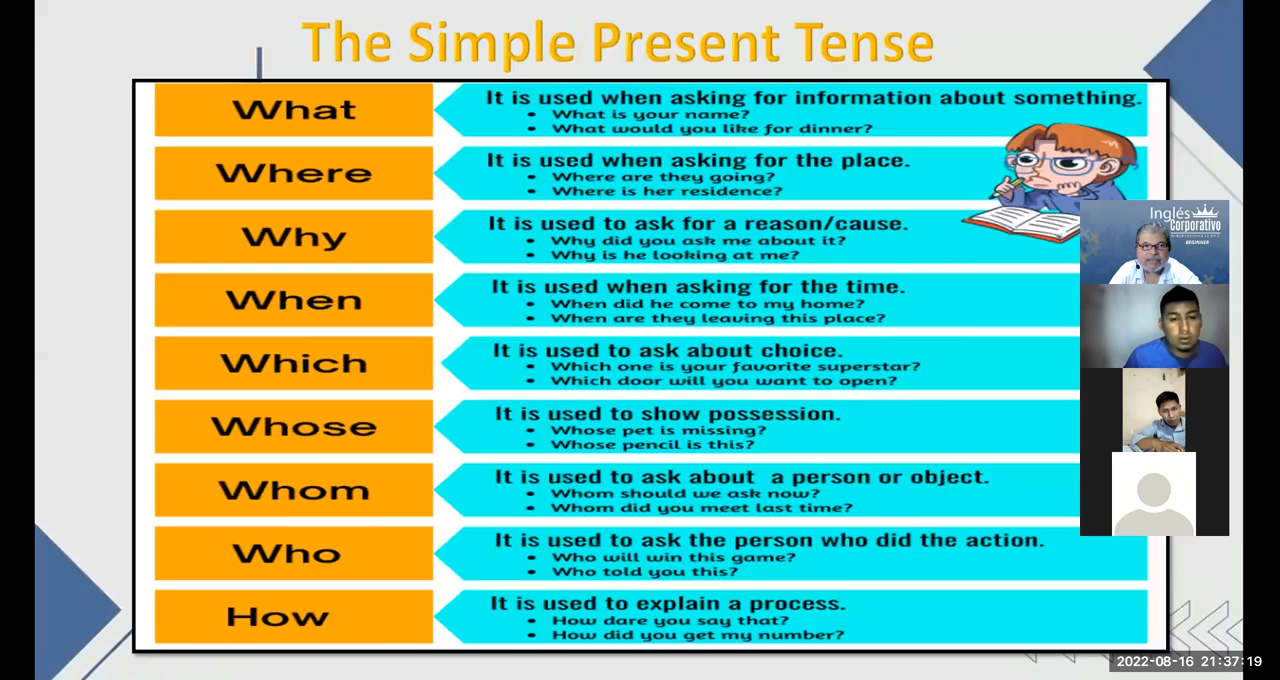 The Simple Present Tense
What
It is used when asking for information about something.
• What is your name?
• What would you like for dinner?
Where
It is used when asking for the place.
• Where are they going?
• Where is her residence?
Why
It is used to ask for a reason/cause.
• Why did you ask me about it?
• Why is he looking at me?
When
It is used when asking for the time.
• When did he come to my home?
• When are they leaving this place?
Which
It is used to ask about choice.
• Which one is your favorite superstar?
• Which door will you want to open?
Whose
It is used to show possession.
• Whose pet is missing?
• Whose pencil is this?
Whom
It is used to ask about a person or object.
• Whom should we ask now?
• Whom did you meet last time?
Who
It is used to ask the person who did the action.
• Who will win this game?
• Who told you this?
How
It is used to explain a process.
• How dare you say that?
• How did you get my number?
Inglés
Corporativo
BEGINNER
2022-08-16 21:37:19